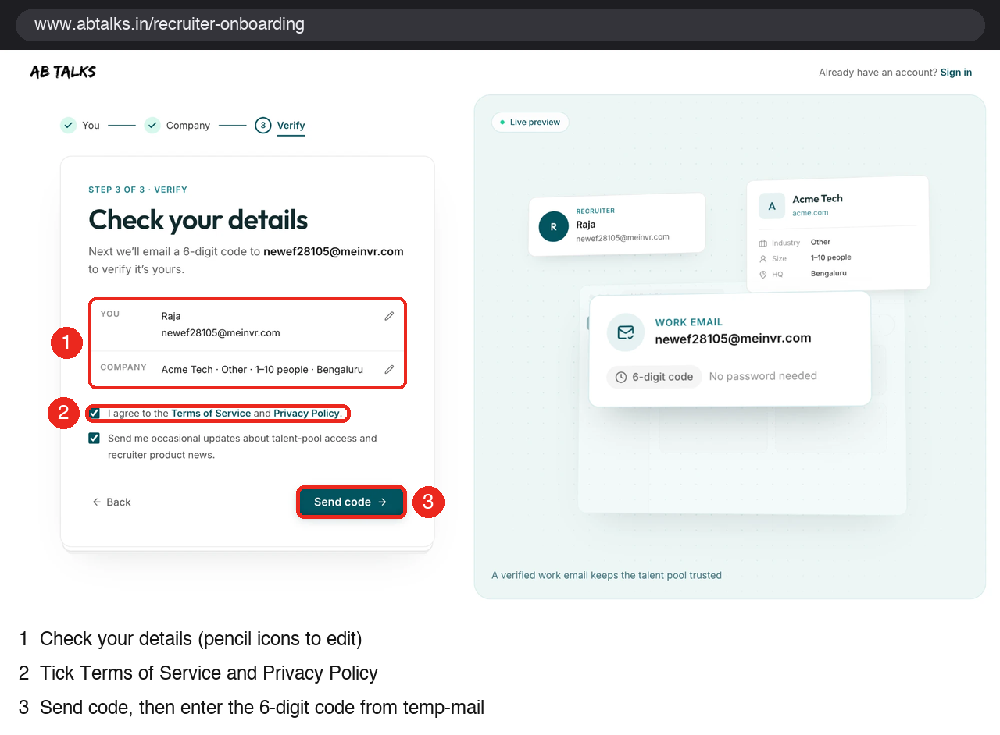 www.abtalks.in/recruiter-onboarding
AB TALKS
Already have an account? Sign in
You
Company
3 Verify
STEP 3 OF 3 · VERIFY
Check your details
Next we’ll email a 6-digit code to newef28105@meinvr.com
to verify it’s yours.
1
YOU
Raja
newef28105@meinvr.com
COMPANY
Acme Tech · Other · 1–10 people · Bengaluru
2
I agree to the Terms of Service and Privacy Policy.
Send me occasional updates about talent-pool access and
recruiter product news.
← Back
Send code →
3
Live preview
R
RECRUITER
Raja
newef28105@meinvr.com
A
Acme Tech
acme.com
Industry Other
Size 1–10 people
HQ Bengaluru
WORK EMAIL
newef28105@meinvr.com
6-digit code No password needed
A verified work email keeps the talent pool trusted
1 Check your details (pencil icons to edit)
2 Tick Terms of Service and Privacy Policy
3 Send code, then enter the 6-digit code from temp-mail